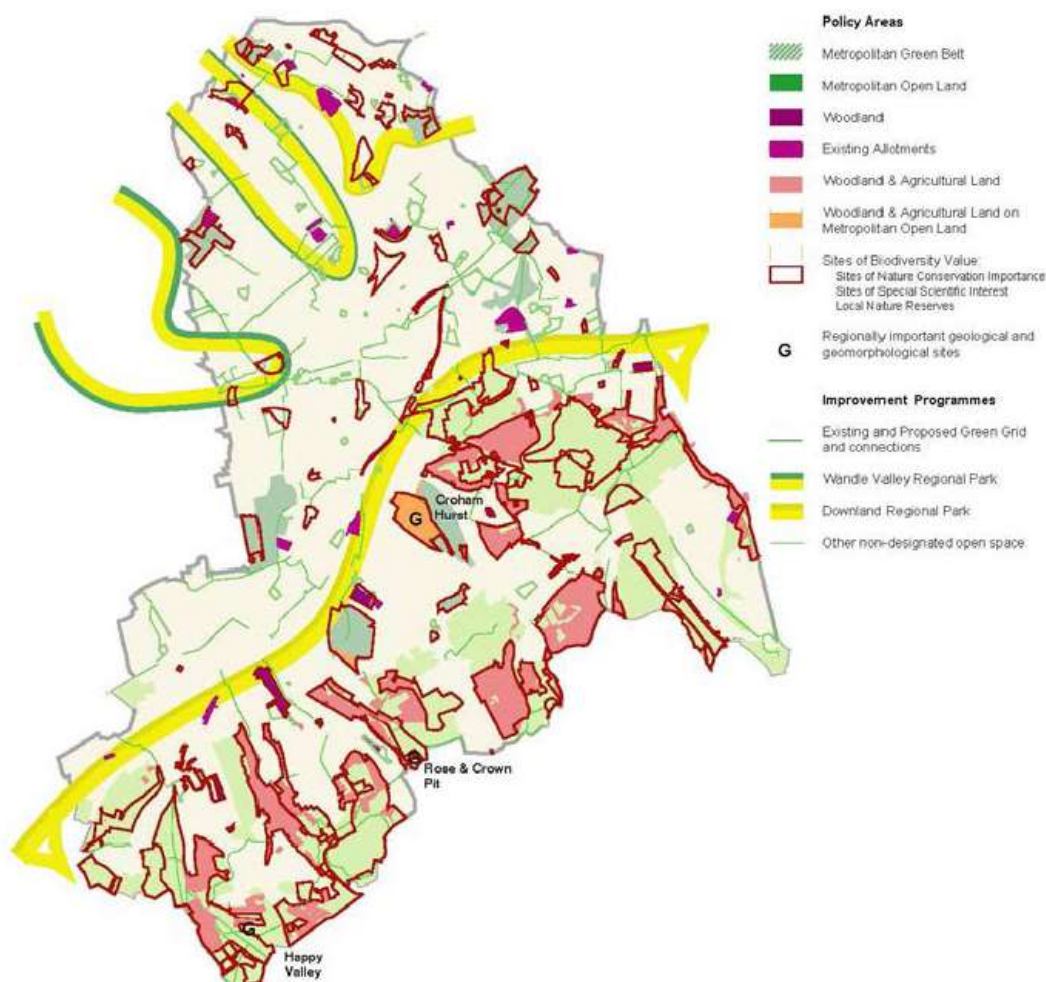 Policy Areas
Metropolitan Green Belt
Metropolitan Open Land
Woodland
Existing Allotments
Woodland & Agricultural Land
Woodland & Agricultural Land on
Metropolitan Open Land
Sites of Biodiversity Value:
Sites of Nature Conservation Importance
Sites of Special Scientific Interest
Local Nature Reserves
G
Regionally important geological and
geomorphological sites
Improvement Programmes
Existing and Proposed Green Grid
and connections
Wandle Valley Regional Park
Downland Regional Park
Other non-designated open space
Croham
Hurst
G
G
Rose & Crown
Pit
G
Happy
Valley